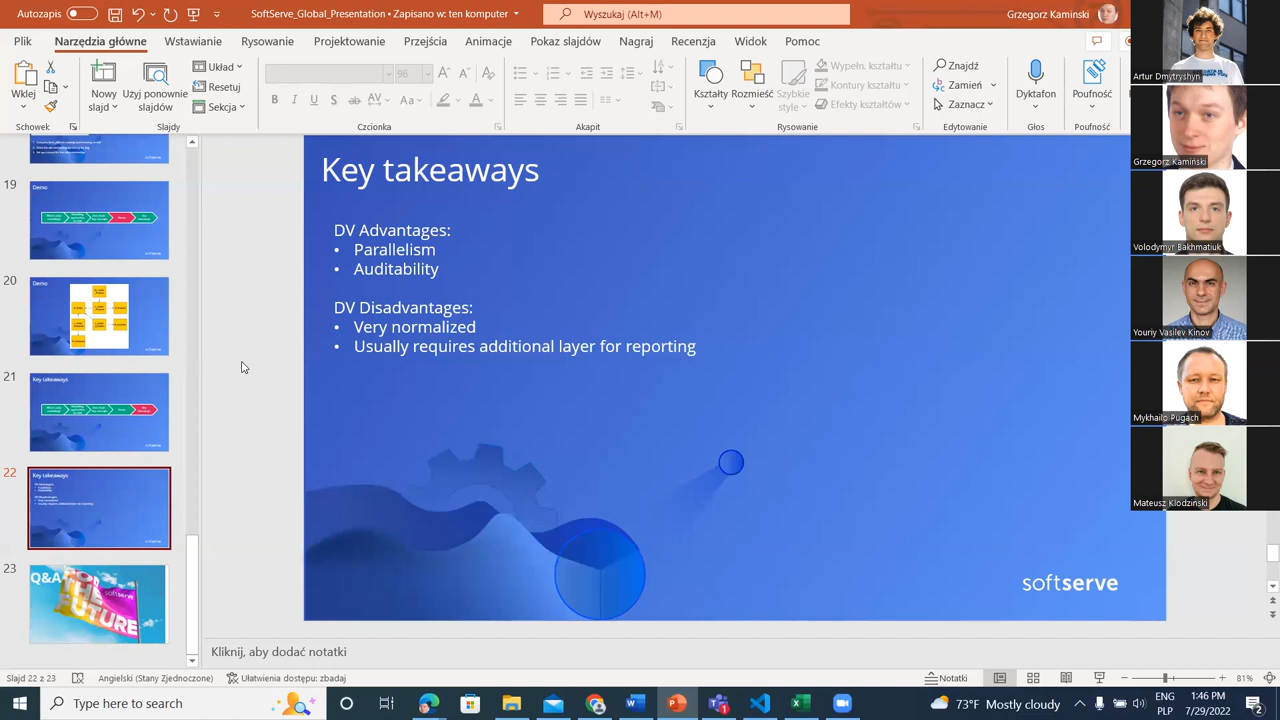 Autozapis
SoftServe_Global_Presentation • Zapisano w: ten komputer
Wyszukaj (Alt+M)
Grzegorz Kaminski
Plik
Narzędzia główne
Wstawianie
Rysowanie
Projektowanie
Przejścia
Animacje
Pokaz slajdów
Nagraj
Recenzja
Widok
Pomoc
Wklej
Nowy slajd
Użyj ponownie slajdów
Układ
Resetuj
Sekcja
96
Kształty
Rozmieść
Szybkie style
Wypełn. kształtu
Kontury kształtu
Efekty kształtów
Znajdź
Zamień
Zaznacz
Dyktafon
Poufność
Schowek
Slajdy
Czcionka
Akapit
Rysowanie
Edytowanie
Głos
Poufność
19
Demo
20
Demo
21
Key takeaways
22
Key takeaways
23
Q&A
softserve
FUTURE
Key takeaways
DV Advantages:
• Parallelism
• Auditability
DV Disadvantages:
• Very normalized
• Usually requires additional layer for reporting
softserve
Artur Dmytryshyn
Grzegorz Kamiński
Volodymyr Bakhmatiuk
Youriy Vasilev Kinov
Mykhailo Pugach
Mateusz Klodziński
Kliknij, aby dodać notatki
Slajd 22 z 23
Angielski (Stany Zjednoczone)
Ułatwienia dostępu: zbadaj
Notatki
81%
Type here to search
73°F Mostly cloudy
ENG
PLP
1:46 PM
7/29/2022
2